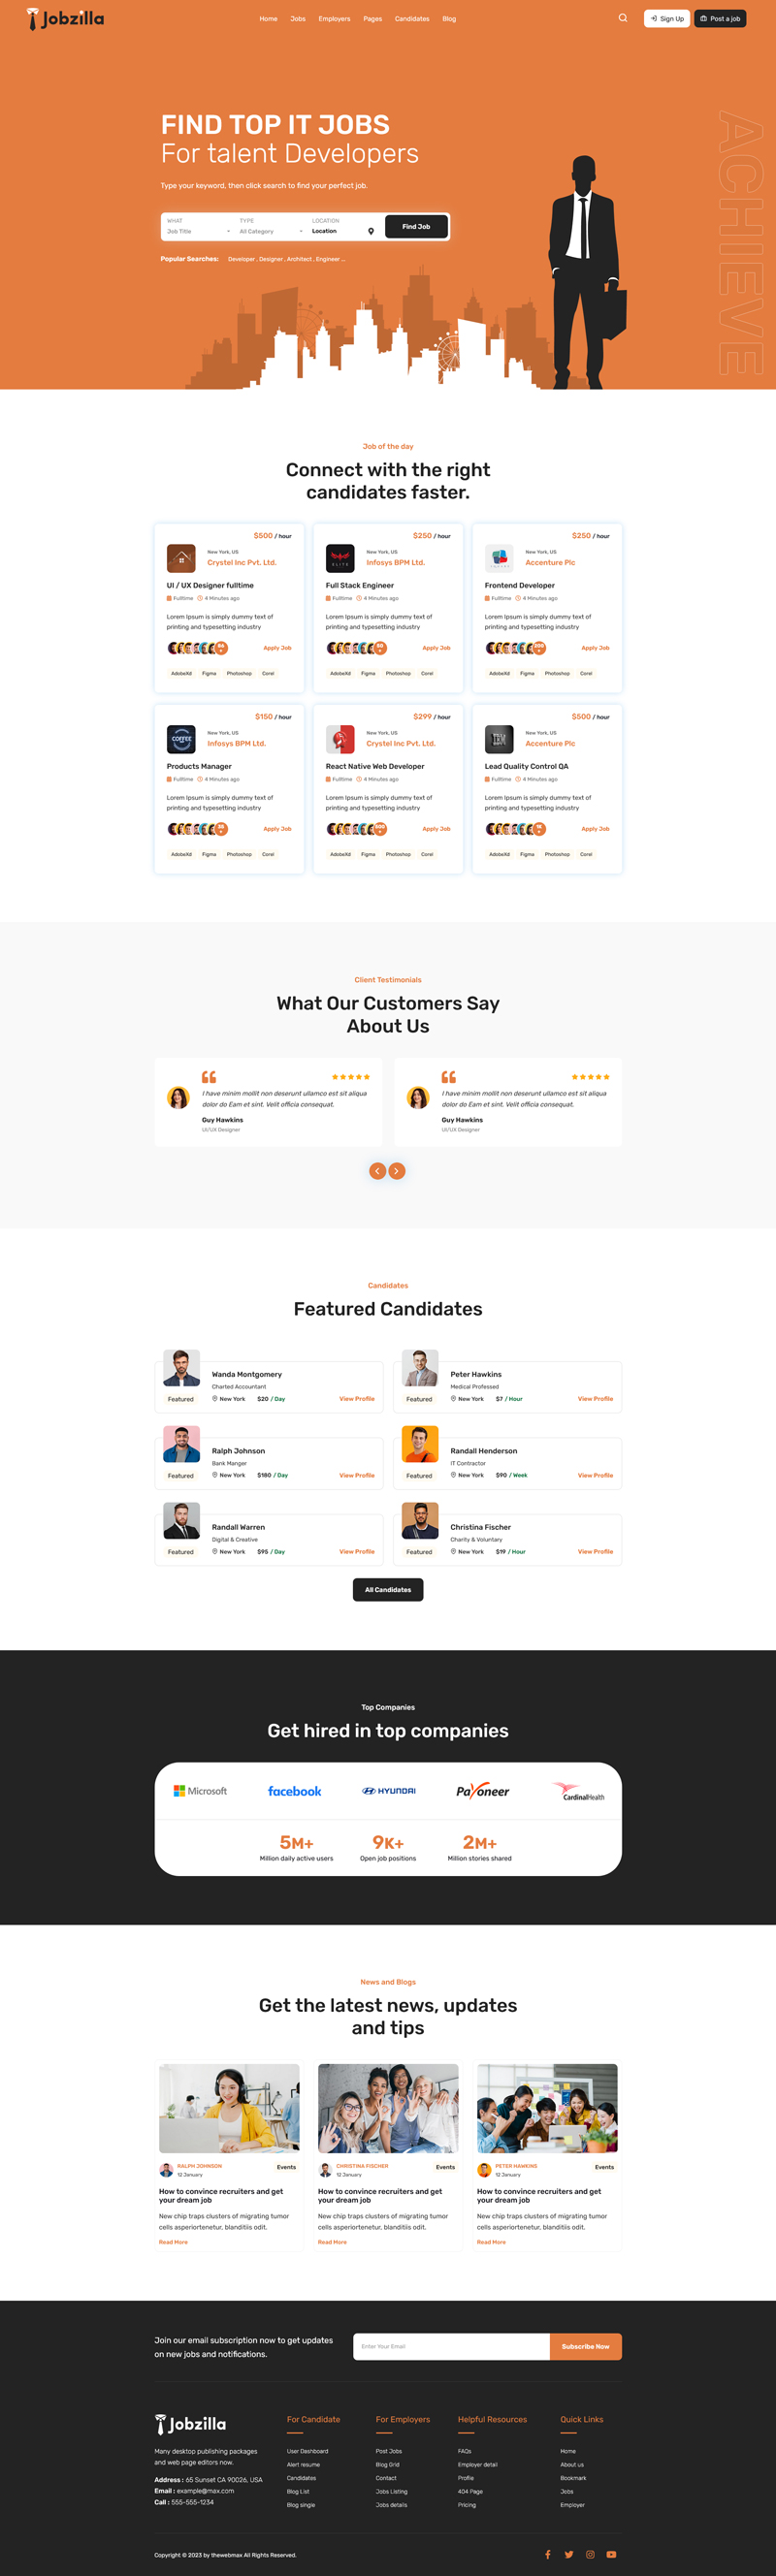 Jobzilla
Home Jobs Employers Pages Candidates Blog
Sign Up Post a job
FIND TOP IT JOBS
For talent Developers
Type your keyword, then click search to find your perfect job.
WHAT TYPE LOCATION
Job Title All Category Location
Find Job
Popular Searches: Developer , Designer , Architect , Engineer ...
ACHIEVE
Job of the day
Connect with the right
candidates faster.
$500 / hour
New York, US
Crystel Inc Pvt. Ltd.
UI / UX Designer fulltime
Fulltime 4 Minutes ago
Lorem Ipsum is simply dummy text of
printing and typesetting industry
Apply Job
AdobeXd Figma Photoshop Corel
$250 / hour
New York, US
Infosys BPM Ltd.
Full Stack Engineer
Fulltime 4 Minutes ago
Lorem Ipsum is simply dummy text of
printing and typesetting industry
Apply Job
AdobeXd Figma Photoshop Corel
$250 / hour
New York, US
Accenture Plc
Frontend Developer
Fulltime 4 Minutes ago
Lorem Ipsum is simply dummy text of
printing and typesetting industry
Apply Job
AdobeXd Figma Photoshop Corel
$150 / hour
COFFEE
New York, US
Infosys BPM Ltd.
Products Manager
Fulltime 4 Minutes ago
Lorem Ipsum is simply dummy text of
printing and typesetting industry
Apply Job
AdobeXd Figma Photoshop Corel
$299 / hour
New York, US
Crystel Inc Pvt. Ltd.
React Native Web Developer
Fulltime 4 Minutes ago
Lorem Ipsum is simply dummy text of
printing and typesetting industry
Apply Job
AdobeXd Figma Photoshop Corel
$500 / hour
New York, US
Accenture Plc
Lead Quality Control QA
Fulltime 4 Minutes ago
Lorem Ipsum is simply dummy text of
printing and typesetting industry
Apply Job
AdobeXd Figma Photoshop Corel
Client Testimonials
What Our Customers Say
About Us
I have minim mollit non deserunt ullamco est sit aliqua
dolor do Eam et sint. Velit officia consequat.
Guy Hawkins
UI/UX Designer
I have minim mollit non deserunt ullamco est sit aliqua
dolor do Eam et sint. Velit officia consequat.
Guy Hawkins
UI/UX Designer
Candidates
Featured Candidates
Wanda Montgomery
Charted Accountant
Featured New York $20 / Day View Profile
Peter Hawkins
Medical Professed
Featured New York $7 / Hour View Profile
Ralph Johnson
Bank Manger
Featured New York $180 / Day View Profile
Randall Henderson
IT Contractor
Featured New York $90 / Week View Profile
Randall Warren
Digital & Creative
Featured New York $95 / Day View Profile
Christina Fischer
Charity & Voluntary
Featured New York $19 / Hour View Profile
All Candidates
Top Companies
Get hired in top companies
Microsoft facebook HYUNDAI Payoneer CardinalHealth
5M+ 9K+ 2M+
Million daily active users Open job positions Million stories shared
News and Blogs
Get the latest news, updates
and tips
RALPH JOHNSON
12 January
Events
How to convince recruiters and get
your dream job
New chip traps clusters of migrating tumor
cells asperiortenetur, blanditiis odit.
Read More
CHRISTINA FISCHER
12 January
Events
How to convince recruiters and get
your dream job
New chip traps clusters of migrating tumor
cells asperiortenetur, blanditiis odit.
Read More
PETER HAWKINS
12 January
Events
How to convince recruiters and get
your dream job
New chip traps clusters of migrating tumor
cells asperiortenetur, blanditiis odit.
Read More
Join our email subscription now to get updates
on new jobs and notifications.
Enter Your Email Subscribe Now
Jobzilla
Many desktop publishing packages
and web page editors now.
Address : 65 Sunset CA 90026, USA
Email : example@max.com
Call : 555-555-1234
For Candidate
User Dashboard
Alert resume
Candidates
Blog List
Blog single
For Employers
Post Jobs
Blog Grid
Contact
Jobs Listing
Jobs details
Helpful Resources
FAQs
Employer detail
Profile
404 Page
Pricing
Quick Links
Home
About us
Bookmark
Jobs
Employer
Copyright © 2023 by thewebmax All Rights Reserved.